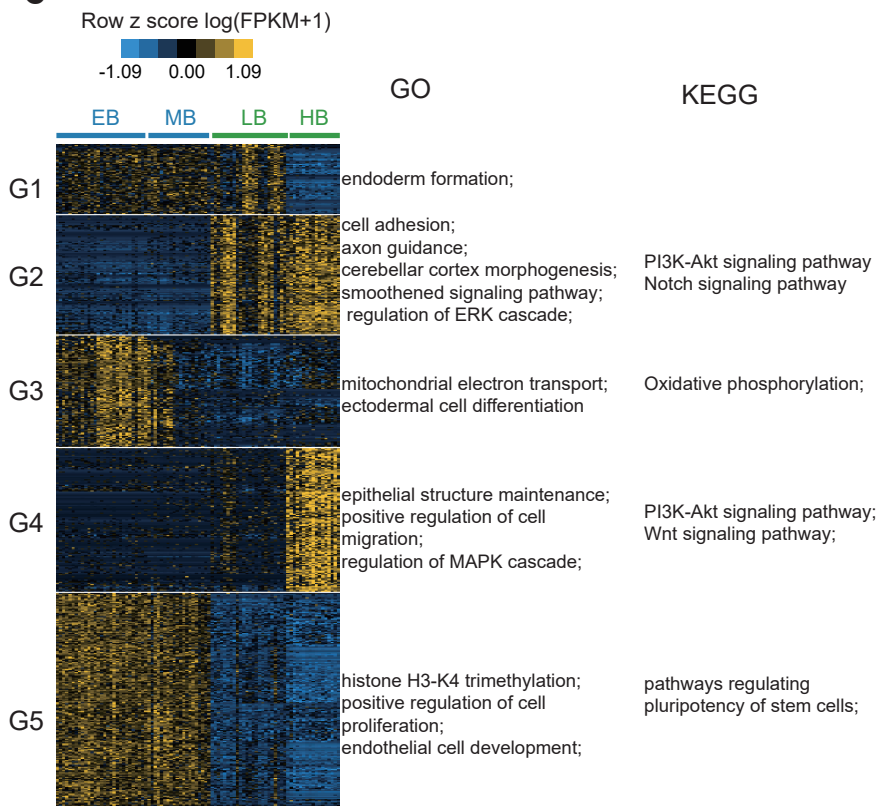 Row z score log(FPKM+1)
-1.09 0.00 1.09
GO
KEGG
EB MB LB HB
G1
endoderm formation;
G2
cell adhesion;
axon guidance;
cerebellar cortex morphogenesis;
smoothened signaling pathway;
regulation of ERK cascade;
PI3K-Akt signaling pathway
Notch signaling pathway
G3
mitochondrial electron transport;
ectodermal cell differentiation
Oxidative phosphorylation;
G4
epithelial structure maintenance;
positive regulation of cell
migration;
regulation of MAPK cascade;
PI3K-Akt signaling pathway;
Wnt signaling pathway;
G5
histone H3-K4 trimethylation;
positive regulation of cell
proliferation;
endothelial cell development;
pathways regulating
pluripotency of stem cells;